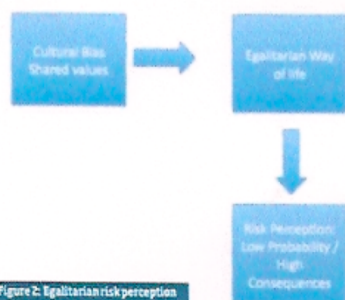 Cultural Bias
Shared values
Egalitarian Way
of life
Risk Perception:
Low Probability /
High
Consequences
Figure 2: Egalitarian risk perception